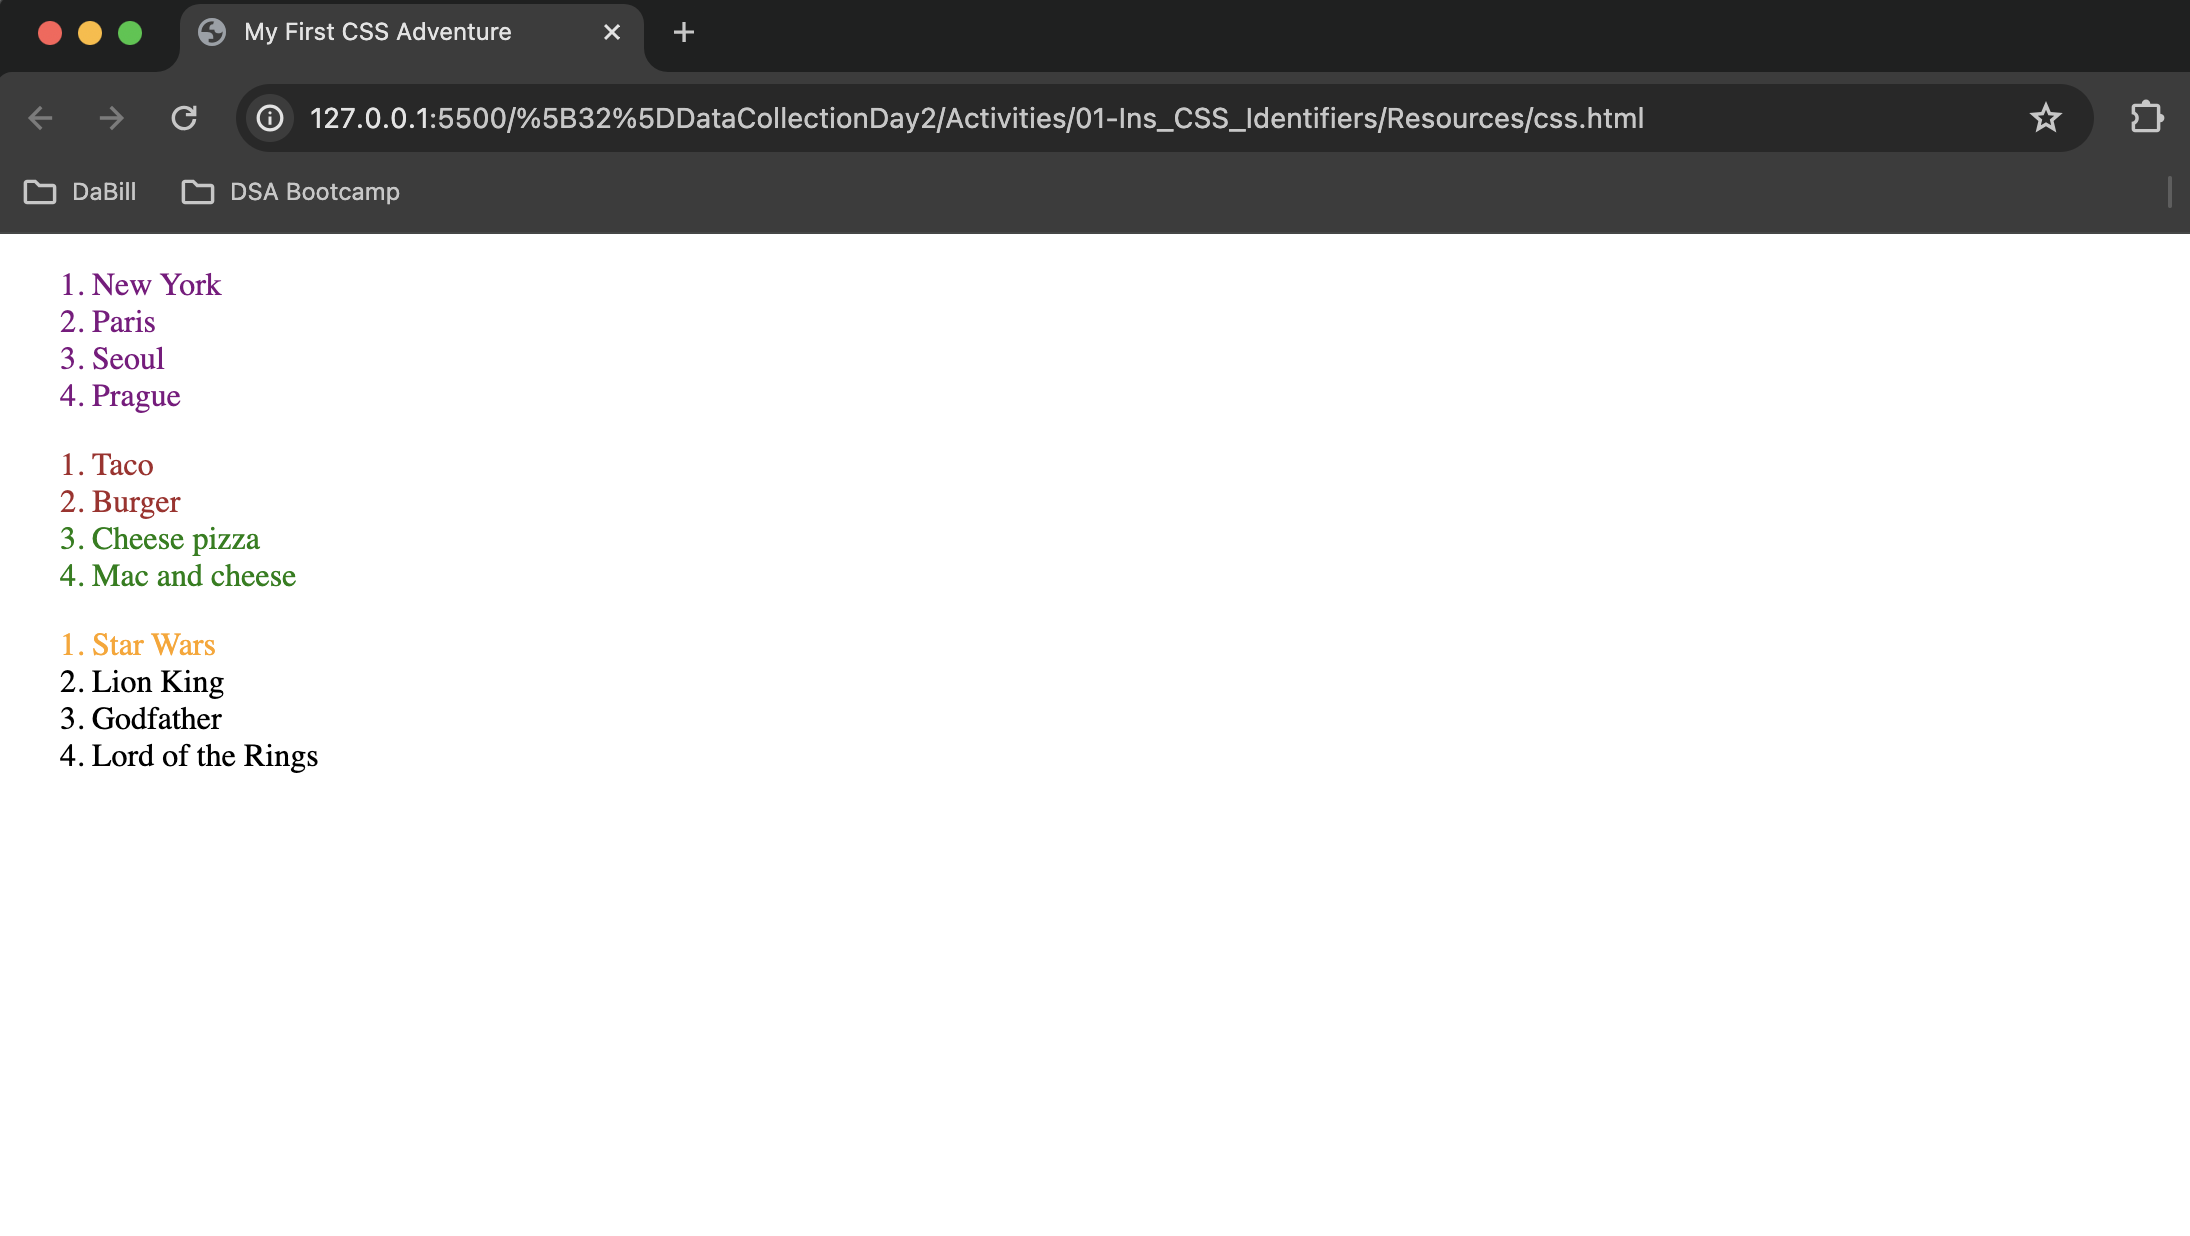 My First CSS Adventure
127.0.0.1:5500/%5B32%5DDataCollectionDay2/Activities/01-Ins_CSS_Identifiers/Resources/css.html
DaBill DSA Bootcamp
1. New York
2. Paris
3. Seoul
4. Prague
1. Taco
2. Burger
3. Cheese pizza
4. Mac and cheese
1. Star Wars
2. Lion King
3. Godfather
4. Lord of the Rings